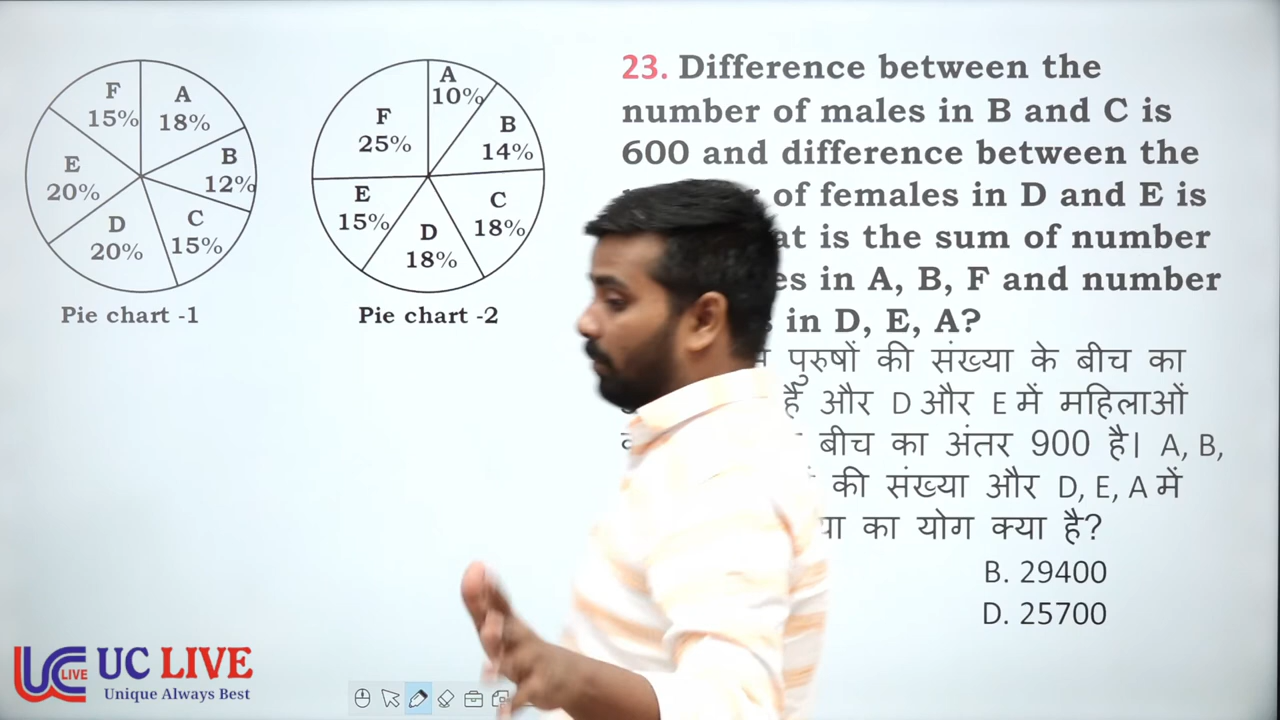 F
15%
A
18%
E
20%
B
12%
D
20%
C
15%
Pie chart -1
A
10%
F
25%
B
14%
E
15%
C
18%
D
18%
Pie chart -2
23. Difference between the
number of males in B and C is
600 and difference between the
of females in D and E is
is the sum of number
in A, B, F and number
in D, E, A?
पुरुषों की संख्या के बीच का
है और D और E में महिलाओं
बीच का अंतर 900 है। A, B,
की संख्या और D, E, A में
का योग क्या है?
B. 29400
D. 25700
UC LIVE
LIVE
Unique Always Best